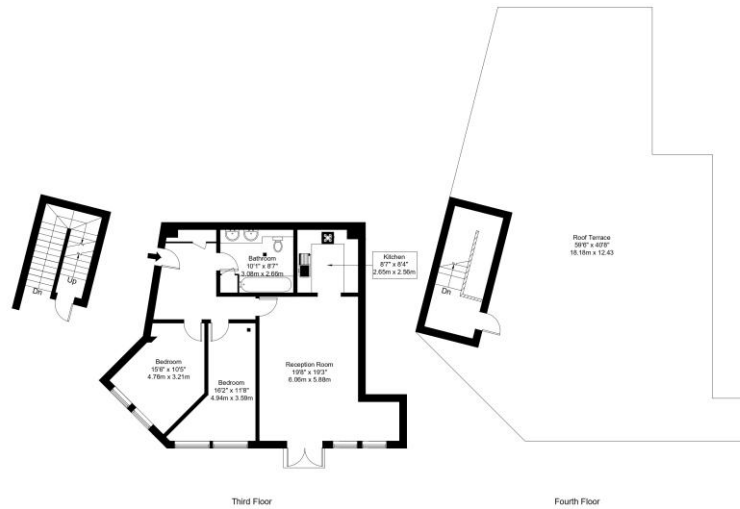 Dn
Up
Bathroom
10'1" x 8'7"
3.08m x 2.66m
Kitchen
8'7" x 8'4"
2.65m x 2.56m
Bedroom
15'6" x 10'5"
4.76m x 3.21m
Bedroom
16'2" x 11'8"
4.94m x 3.59m
Reception Room
19'8" x 19'3"
6.06m x 5.88m
Third Floor
Dn
Roof Terrace
59'6" x 40'8"
18.18m x 12.43
Fourth Floor